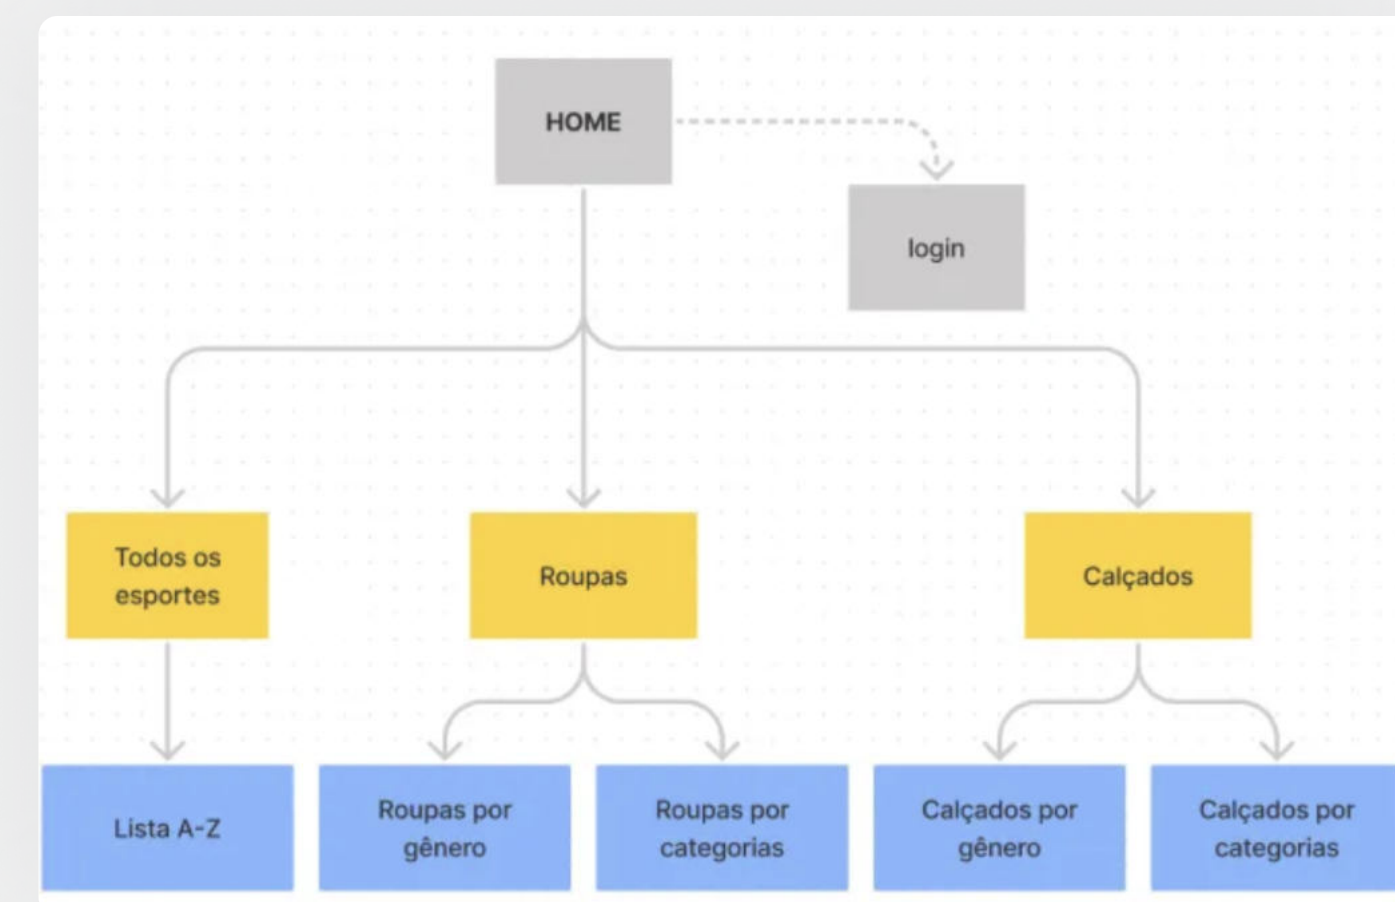 HOME
login
Todos os
esportes
Roupas
Calçados
Lista A-Z
Roupas por
gênero
Roupas por
categorias
Calçados por
gênero
Calçados por
categorias